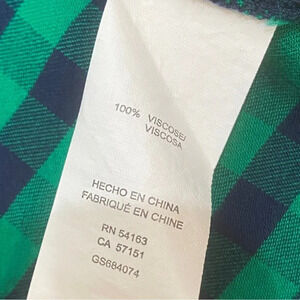 100% VISCOSE/
VISCOSA
HECHO EN CHINA
FABRIQUÉ EN CHINE
RN 54163
CA 57151
GS684074